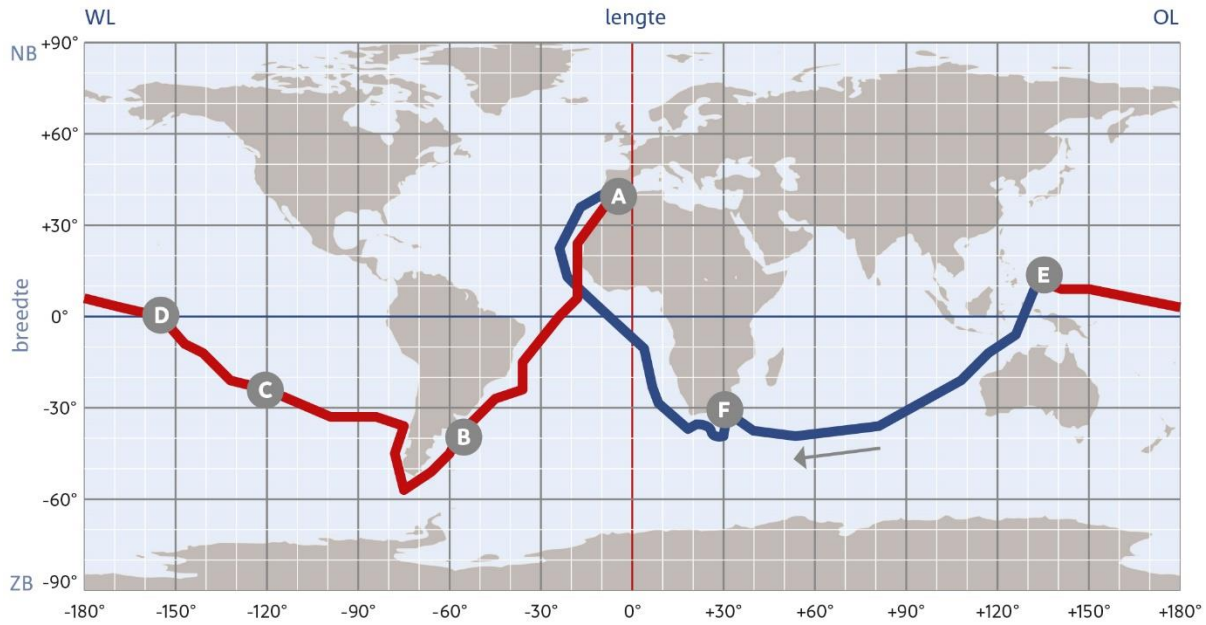 WL lengte OL
NB +90°
+60°
A
+30°
E
breedte
D 0°
C
-30° F
B
-60°
ZB -90°
-180° -150° -120° -90° -60° -30° 0 +30° +60° +90° +120° +150° +180°